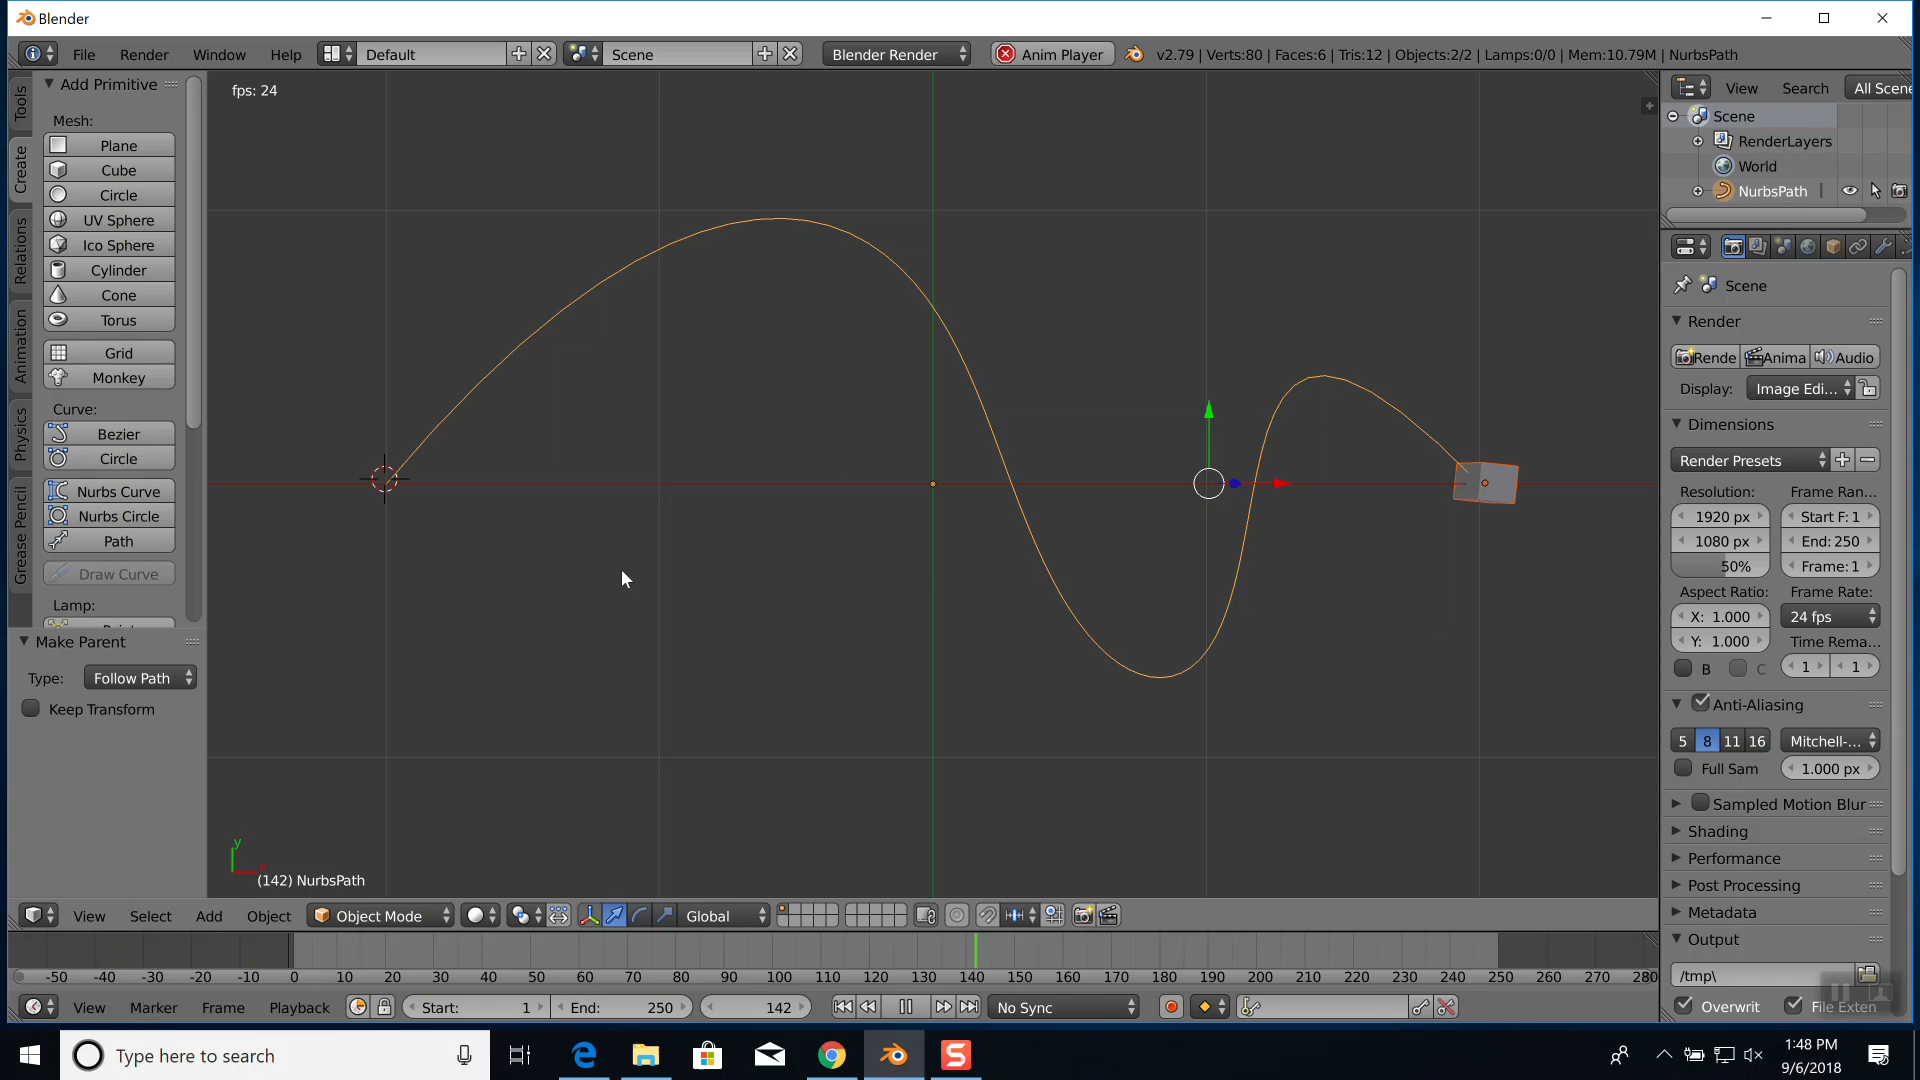 Blender
File Render Window Help Default Scene Blender Render Anim Player v2.79 | Verts:80 | Faces:6 | Tris:12 | Objects:2/2 | Lamps:0/0 | Mem:10.79M | NurbsPath
Tools
Create
Relations
Animation
Physics
Grease Pencil
Add Primitive
Mesh:
Plane
Cube
Circle
UV Sphere
Ico Sphere
Cylinder
Cone
Torus
Grid
Monkey
Curve:
Bezier
Circle
Nurbs Curve
Nurbs Circle
Path
Draw Curve
Lamp:
Make Parent
Type: Follow Path
Keep Transform
fps: 24
y
x
(142) NurbsPath
View Search All Scene
Scene
RenderLayers
World
NurbsPath
Scene
Render
Rende Anima Audio
Display: Image Edi...
Dimensions
Render Presets
Resolution: Frame Ran...
1920 px Start F: 1
1080 px End: 250
50% Frame: 1
Aspect Ratio: Frame Rate:
X: 1.000 24 fps
Y: 1.000 Time Rema...
B C 1 1
Anti-Aliasing
5 8 11 16 Mitchell-...
Full Sam 1.000 px
Sampled Motion Blur
Shading
Performance
Post Processing
Metadata
Output
/tmp\
Overwrit File Exten
View Select Add Object Object Mode Global
-50 -40 -30 -20 -10 0 10 20 30 40 50 60 70 80 90 100 110 120 130 140 150 160 170 180 190 200 210 220 230 240 250 260 270 280
View Marker Frame Playback Start: 1 End: 250 142 No Sync
Type here to search
1:48 PM
9/6/2018